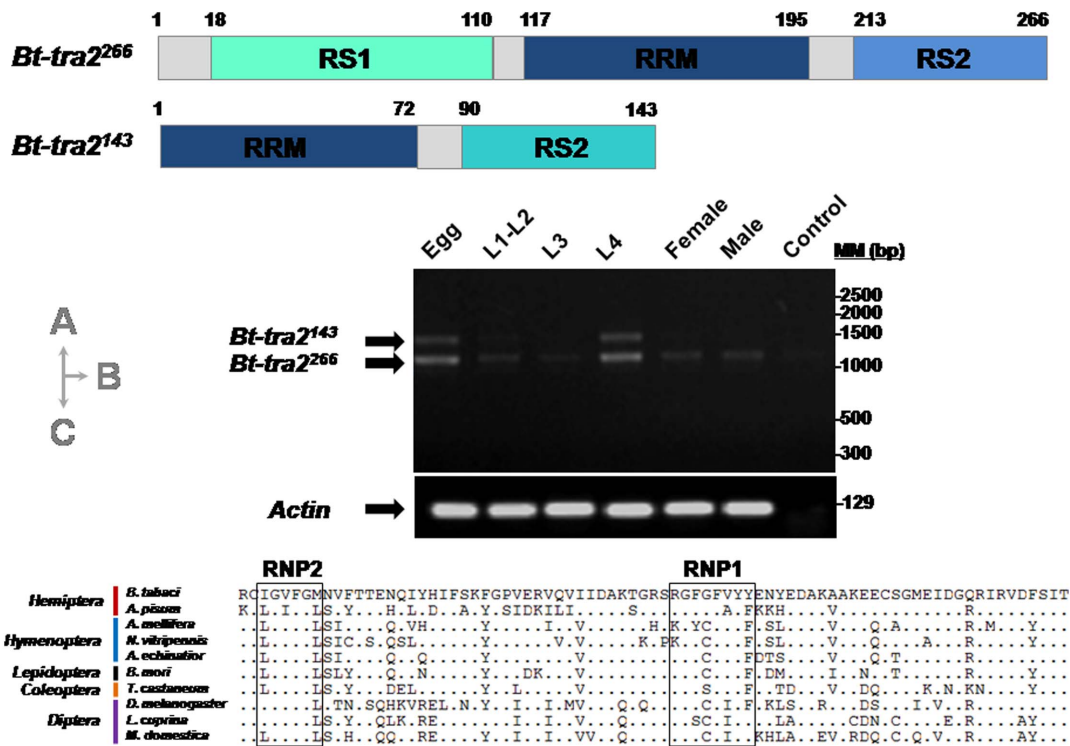 1 18 110 117 195 213 266
Bt-tra2²⁶⁶ RS1 RRM RS2
1 72 90 143
Bt-tra2¹⁴³ RRM RS2
Egg L1-L2 L3 L4 Female Male Control
MM (bp)
2500
2000
Bt-tra2¹⁴³ 1500
Bt-tra2²⁶⁶ 1000
500
300
A
B
C
Actin 129
RNP2 RNP1
Hemiptera
B. tabaci RCIGVFGMNVFTTENQIYHIFSKFGPVERVQVIIDAKTGRSRGFGFVYYENYEDAKAAKEECSGMEIDGQRIRVDFSIT
A. pisum
Hymenoptera
A. mellifera
N. vitripennis
A. echinatior
Lepidoptera
B. mori
Coleoptera
T. castaneum
Diptera
D. melanogaster
L. cuprina
M. domestica